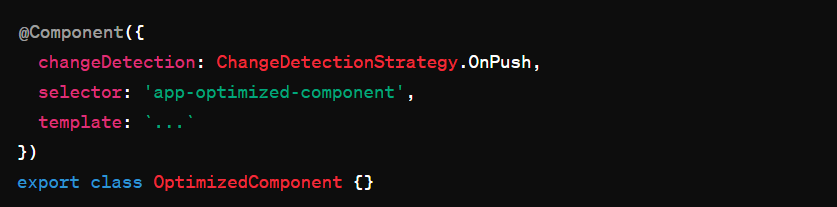 @Component({
  changeDetection: ChangeDetectionStrategy.OnPush,
  selector: 'app-optimized-component',
  template: `...`
})
export class OptimizedComponent {}